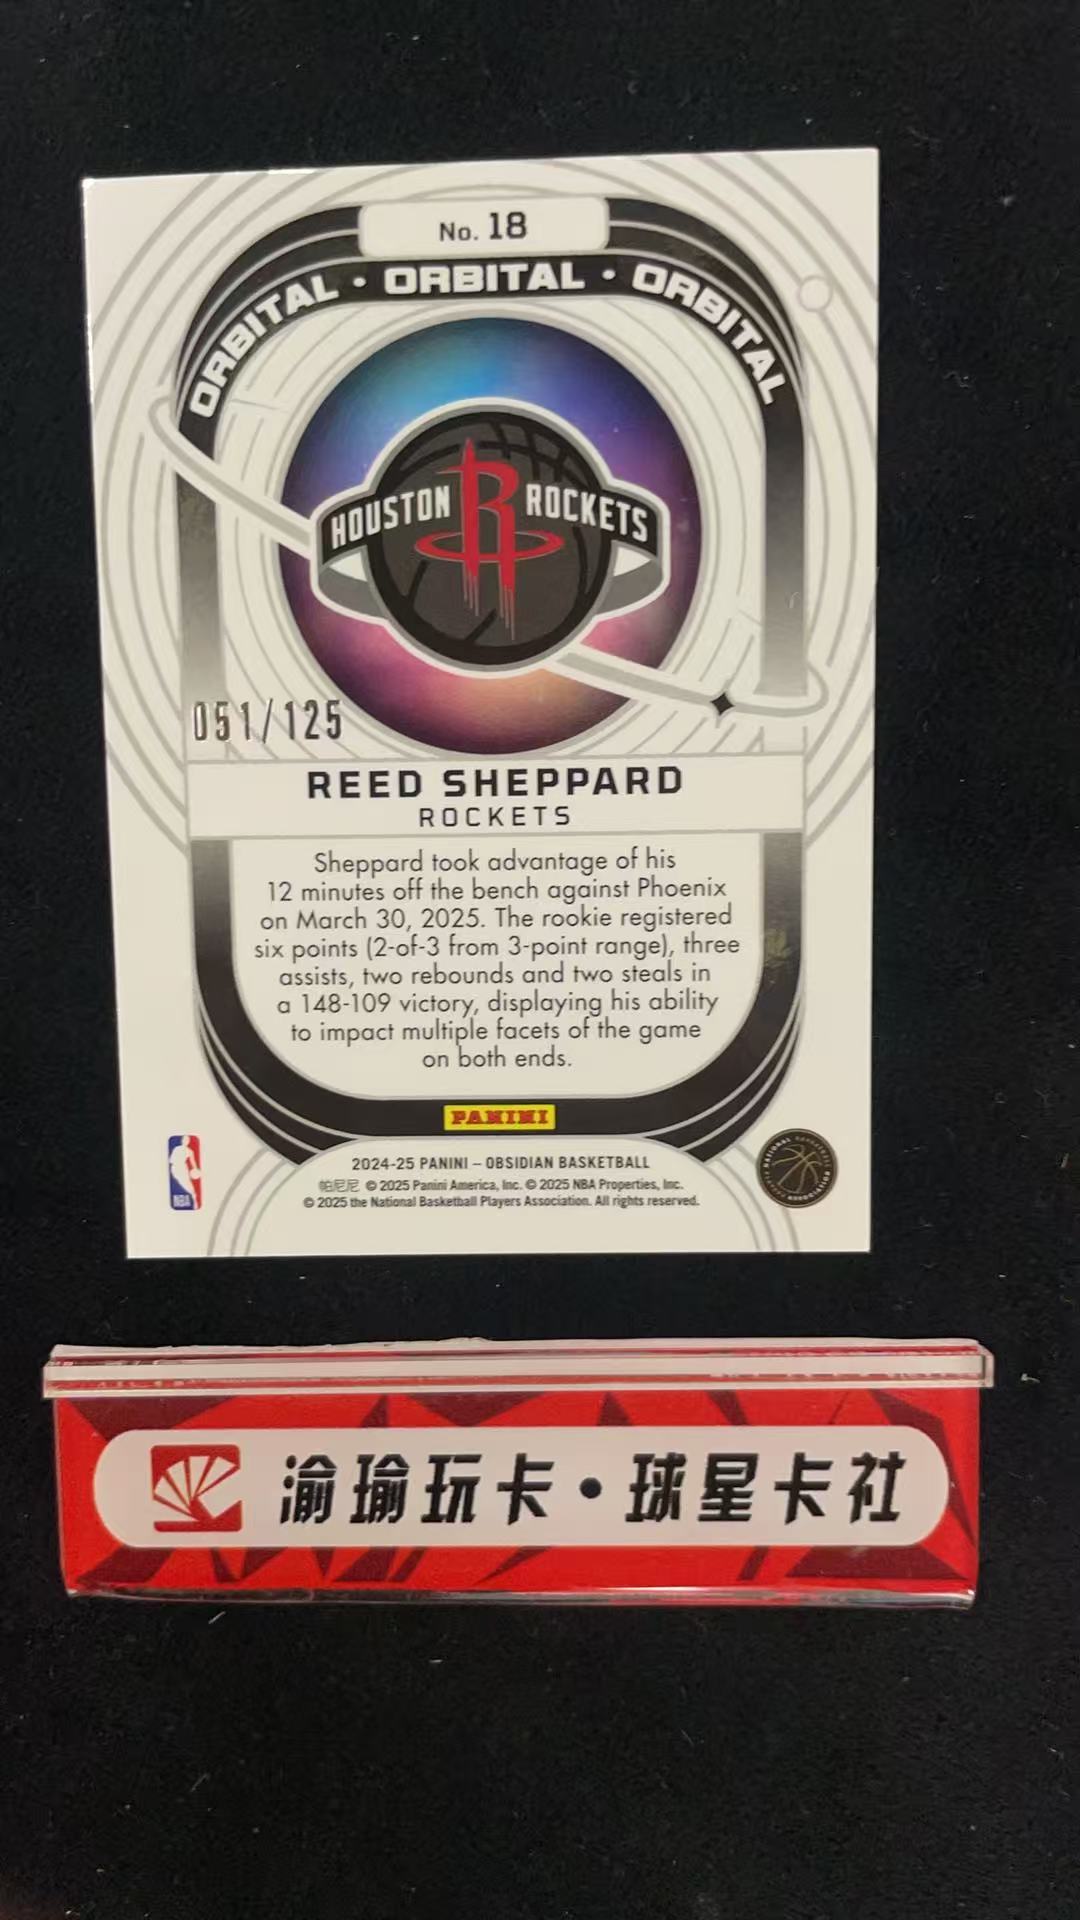 No. 18
ORBITAL • ORBITAL • ORBITAL
HOUSTON ROCKETS
051/125
REED SHEPPARD
ROCKETS
Sheppard took advantage of his
12 minutes off the bench against Phoenix
on March 30, 2025. The rookie registered
six points (2-of-3 from 3-point range), three
assists, two rebounds and two steals in
a 148-109 victory, displaying his ability
to impact multiple facets of the game
on both ends.
PANINI
2024-25 PANINI – OBSIDIAN BASKETBALL
帕尼尼 © 2025 Panini America, Inc. © 2025 NBA Properties, Inc.
© 2025 the National Basketball Players Association. All rights reserved.
NBA
渝瑜玩卡•球星卡社